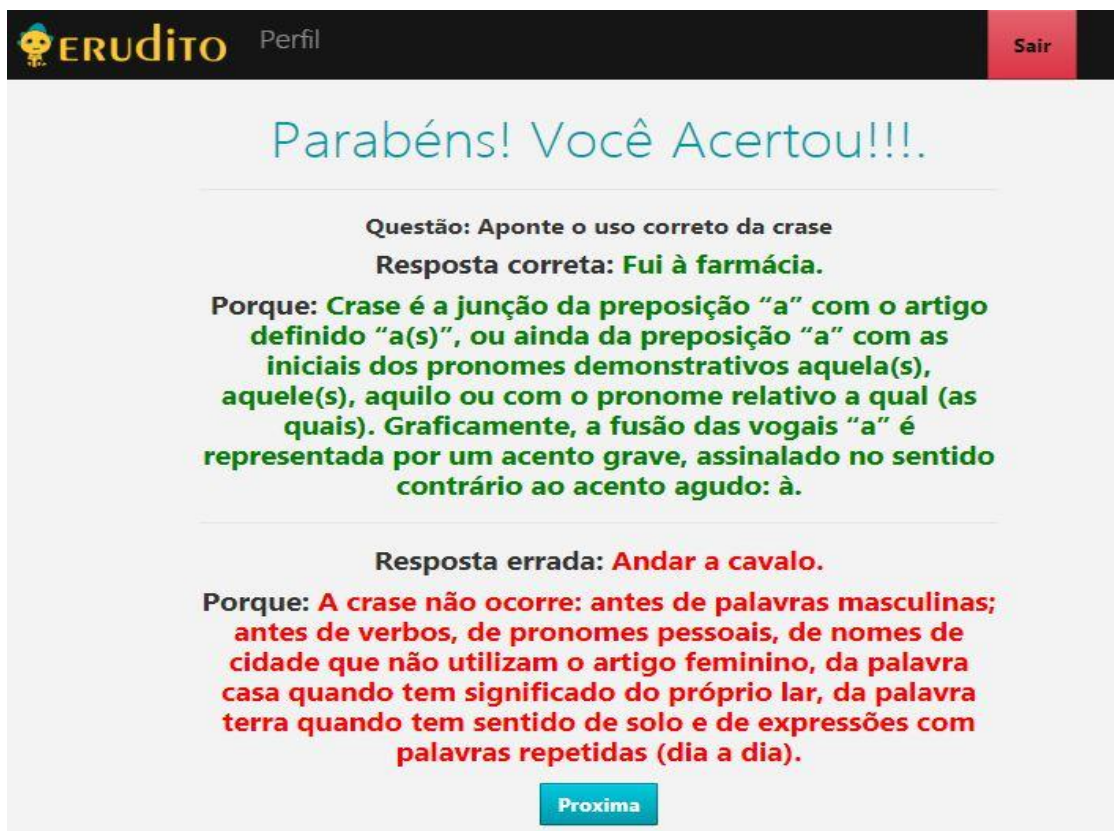 ERUdiTO Perfil Sair
Parabéns! Você Acertou!!!.
Questão: Aponte o uso correto da crase
Resposta correta: Fui à farmácia.
Porque: Crase é a junção da preposição “a” com o artigo
definido “a(s)”, ou ainda da preposição “a” com as
iniciais dos pronomes demonstrativos aquela(s),
aquele(s), aquilo ou com o pronome relativo a qual (as
quais). Graficamente, a fusão das vogais “a” é
representada por um acento grave, assinalado no sentido
contrário ao acento agudo: à.
Resposta errada: Andar a cavalo.
Porque: A crase não ocorre: antes de palavras masculinas;
antes de verbos, de pronomes pessoais, de nomes de
cidade que não utilizam o artigo feminino, da palavra
casa quando tem significado do próprio lar, da palavra
terra quando tem sentido de solo e de expressões com
palavras repetidas (dia a dia).
Proxima